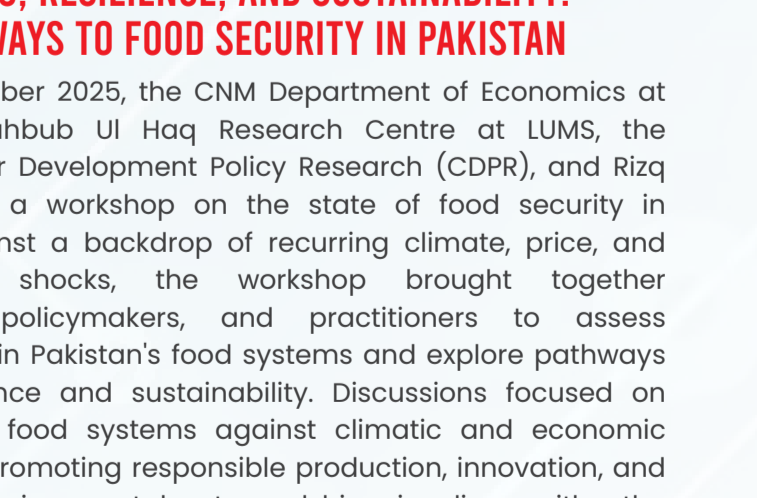 RESILIENCE, AND SUSTAINABILITY:
WAYS TO FOOD SECURITY IN PAKISTAN
ber 2025, the CNM Department of Economics at
ahbub Ul Haq Research Centre at LUMS, the
r Development Policy Research (CDPR), and Rizq
a workshop on the state of food security in
nst a backdrop of recurring climate, price, and
shocks, the workshop brought together
policymakers, and practitioners to assess
in Pakistan's food systems and explore pathways
nce and sustainability. Discussions focused on
food systems against climatic and economic
romoting responsible production, innovation, and